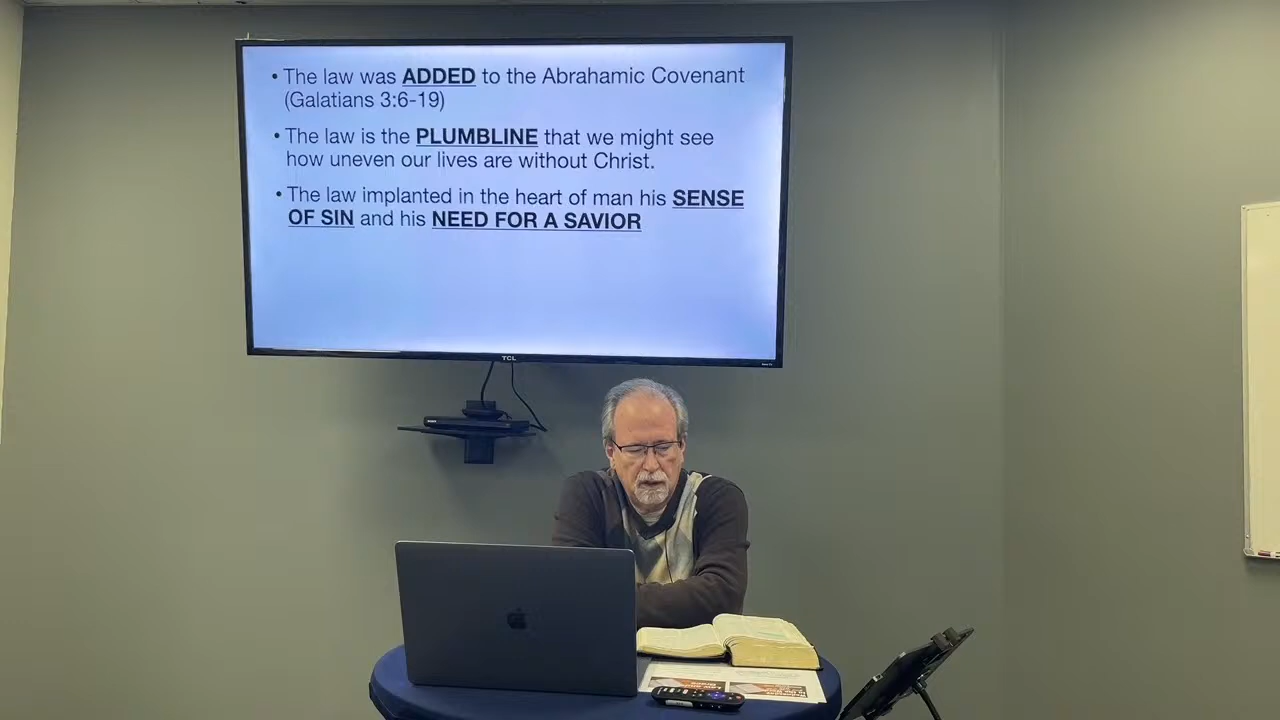 • The law was ADDED to the Abrahamic Covenant
(Galatians 3:6-19)
• The law is the PLUMBLINE that we might see
how uneven our lives are without Christ.
• The law implanted in the heart of man his SENSE
OF SIN and his NEED FOR A SAVIOR
TCL